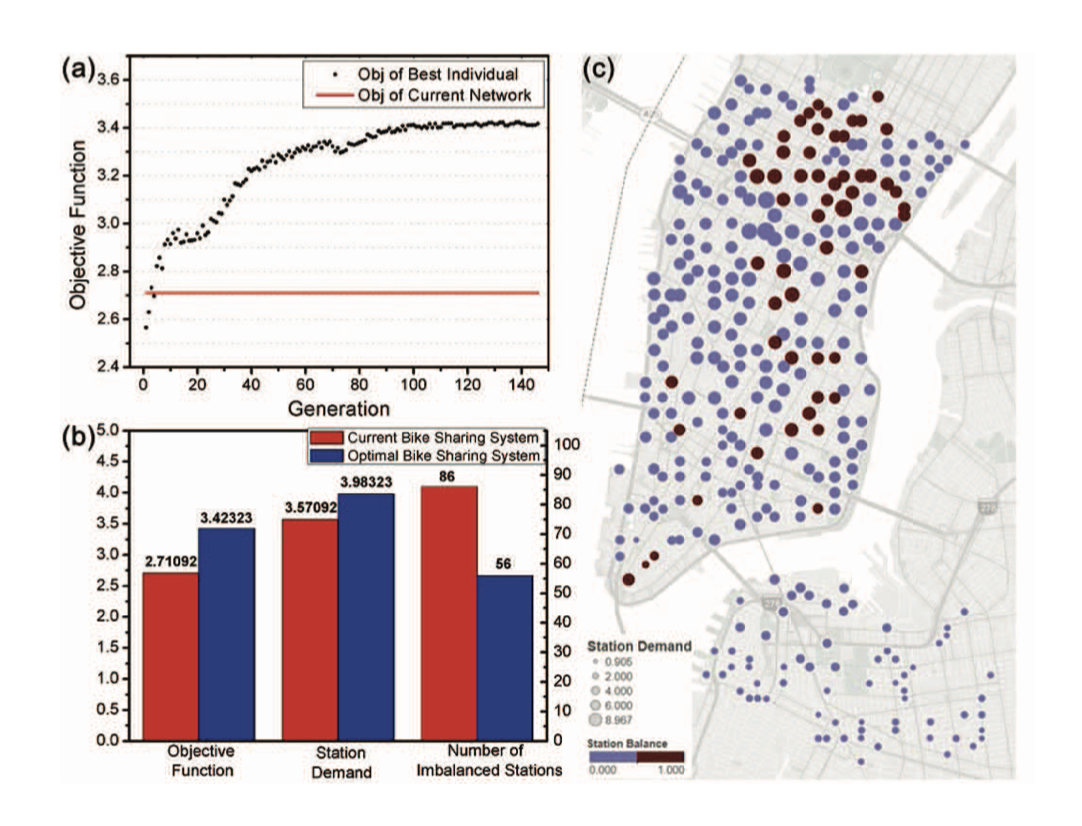 (a)
3.6
3.4
3.2
3.0
2.8
2.6
2.4
Objective Function
Obj of Best Individual
Obj of Current Network
0 20 40 60 80 100 120 140
Generation
(b)
5.0
4.5
4.0
3.5
3.0
2.5
2.0
1.5
1.0
0.5
0.0
Current Bike Sharing System
Optimal Bike Sharing System
2.71092
3.42323
3.57092
3.98323
86
56
100
90
80
70
60
50
40
30
20
10
0
Objective
Function
Station
Demand
Number of
Imbalanced Stations
(c)
Station Demand
0.905
2.000
4.000
6.000
8.967
Station Balance
0.000 1.000